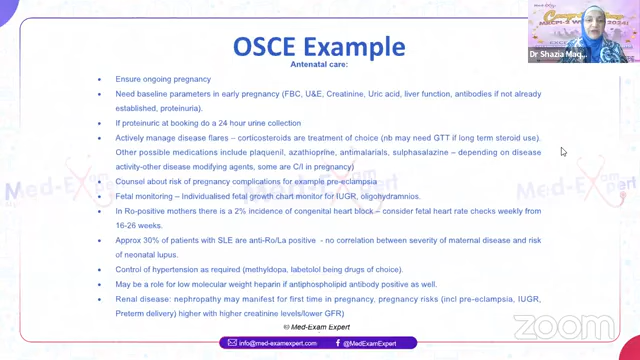 OSCE Example
Antenatal care:
Ensure ongoing pregnancy
Need baseline parameters in early pregnancy (FBC, U&E, Creatinine, Uric acid, liver function, antibodies if not already
established, proteinuria).
If proteinuric at booking do a 24 hour urine collection
Actively manage disease flares – corticosteroids are treatment of choice (nb may need GTT if long term steroid use).
Other possible medications include plaquenil, azathioprine, antimalarials, sulphasalazine – depending on disease
activity-other disease modifying agents, some are C/I in pregnancy)
Counsel about risk of pregnancy complications for example pre-eclampsia
Fetal monitoring – Individualised fetal growth chart monitor for IUGR, oligohydramnios.
In Ro-positive mothers there is a 2% incidence of congenital heart block – consider fetal heart rate checks weekly from
16-26 weeks.
Approx 30% of patients with SLE are anti-Ro/La positive - no correlation between severity of maternal disease and risk
of neonatal lupus.
Control of hypertension as required (methyldopa, labetolol being drugs of choice).
May be a role for low molecular weight heparin if antiphospholipid antibody positive as well.
Renal disease: nephropathy may manifest for first time in pregnancy, pregnancy risks (incl pre-eclampsia, IUGR,
Preterm delivery) higher with higher creatinine levels/lower GFR)
© Med-Exam Expert
info@med-examexpert.com
@MedExamExpert
Dr Shazia Maq...
Med-Exam Expert
zoom